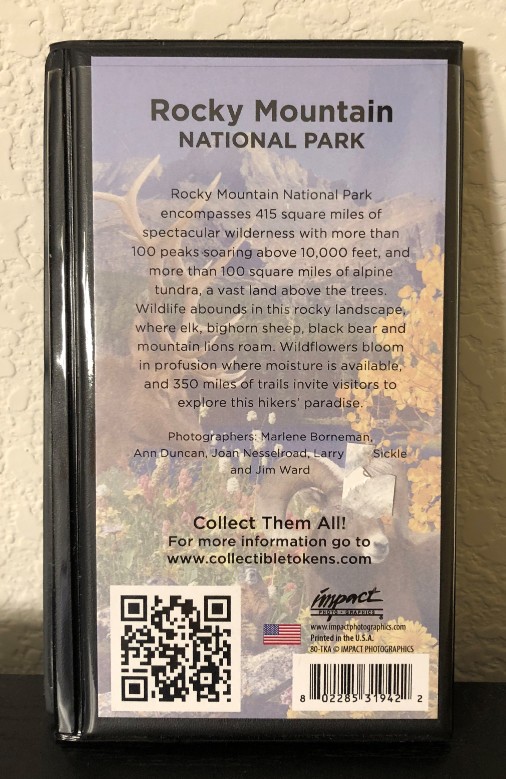 Rocky Mountain
NATIONAL PARK
Rocky Mountain National Park
encompasses 415 square miles of
spectacular wilderness with more than
100 peaks soaring above 10,000 feet, and
more than 100 square miles of alpine
tundra, a vast land above the trees.
Wildlife abounds in this rocky landscape,
where elk, bighorn sheep, black bear and
mountain lions roam. Wildflowers bloom
in profusion where moisture is available,
and 350 miles of trails invite visitors to
explore this hikers' paradise.
Photographers: Marlene Borneman,
Ann Duncan, Joan Nesselroad, Larry Sickle
and Jim Ward
Collect Them All!
For more information go to
www.collectibletokens.com
impact
PHOTO-GRAPHICS
www.impactphotographics.com
Printed in the U.S.A.
80-TKA © IMPACT PHOTOGRAPHICS
8 02285 31942 2